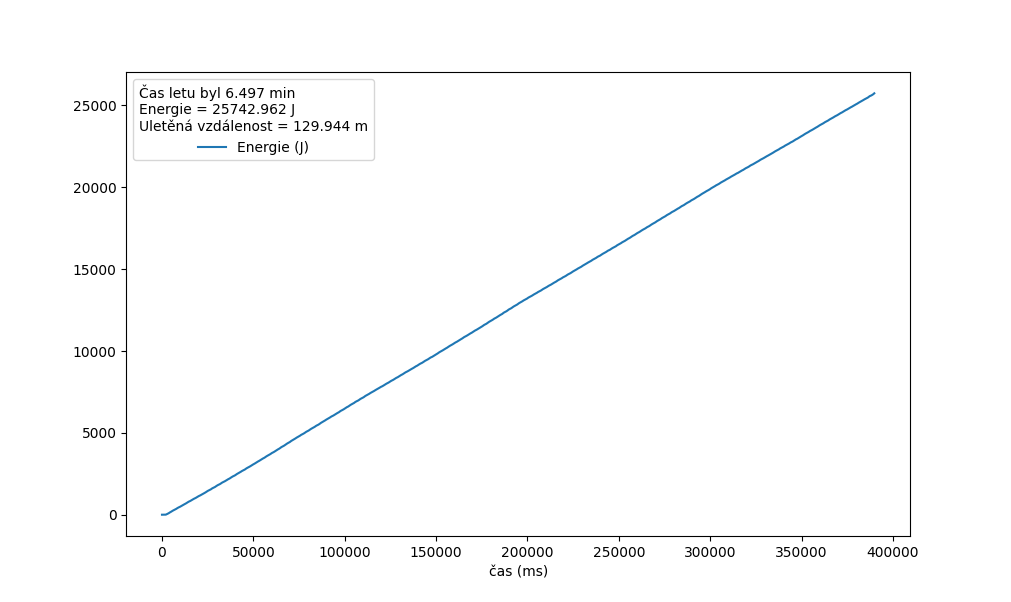 Čas letu byl 6.497 min
Energie = 25742.962 J
Uletěná vzdálenost = 129.944 m
Energie (J)
25000
20000
15000
10000
5000
0
0 50000 100000 150000 200000 250000 300000 350000 400000
čas (ms)